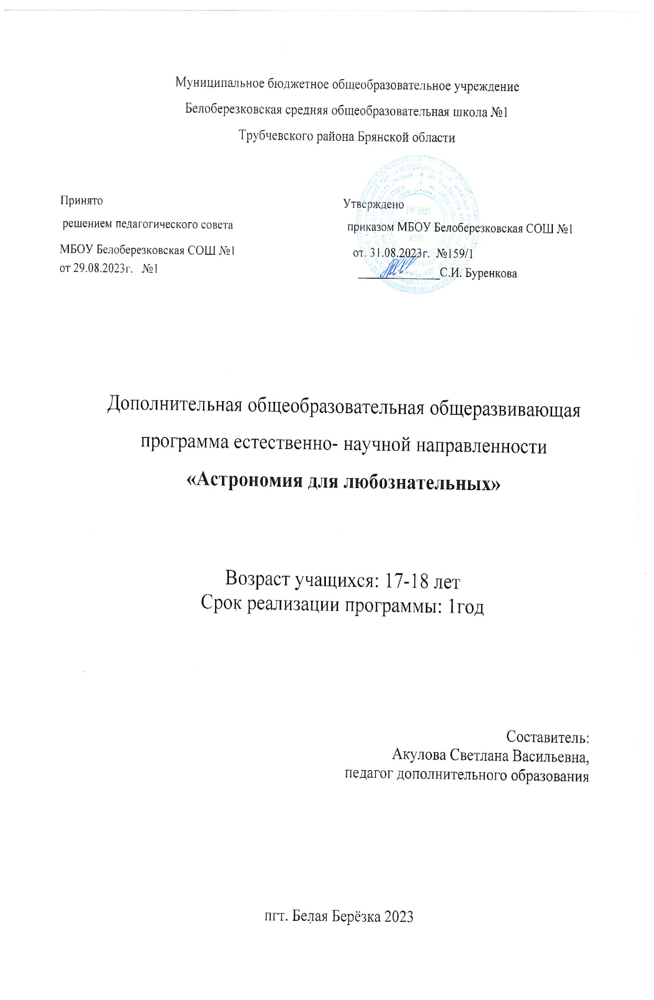 Муниципальное бюджетное общеобразовательное учреждение
Белоберезковская средняя общеобразовательная школа №1
Трубчевского района Брянской области
Принято
решением педагогического совета
МБОУ Белоберезковская СОШ №1
от 29.08.2023г. №1
Утверждено
приказом МБОУ Белоберезковская СОШ №1
от. 31.08.2023г. №159/1
_____________С.И. Буренкова
Дополнительная общеобразовательная общеразвивающая
программа естественно- научной направленности
«Астрономия для любознательных»
Возраст учащихся: 17-18 лет
Срок реализации программы: 1год
Составитель:
Акулова Светлана Васильевна,
педагог дополнительного образования
пгт. Белая Берёзка 2023